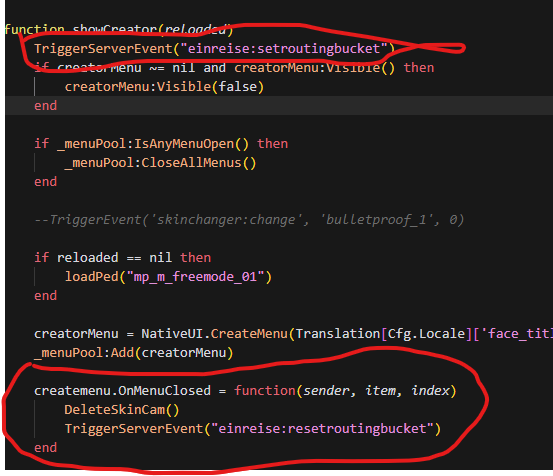 function showCreator(reloaded)
TriggerServerEvent("einreise:setroutingbucket")
if creatorMenu ~= nil and creatorMenu:Visible() then
creatorMenu:Visible(false)
end
if _menuPool:IsAnyMenuOpen() then
_menuPool:CloseAllMenus()
end
--TriggerEvent('skinchanger:change', 'bulletproof_1', 0)
if reloaded == nil then
loadPed("mp_m_freemode_01")
end
creatorMenu = NativeUI.CreateMenu(Translation[Cfg.Locale]['face_titl
_menuPool:Add(creatorMenu)
createmenu.OnMenuClosed = function(sender, item, index)
DeleteSkinCam()
TriggerServerEvent("einreise:resetroutingbucket")
end